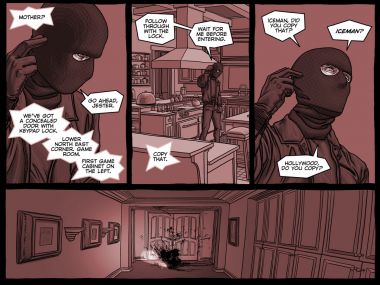 MOTHER?
GO AHEAD,
JESTER.
WE'VE GOT
A CONCEALED
DOOR WITH
KEYPAD LOCK.
LOWER
NORTH EAST
CORNER, GAME
ROOM.
FIRST GAME
CABINET ON
THE LEFT.
FOLLOW
THROUGH WITH
THE LOCK.
WAIT FOR
ME BEFORE
ENTERING.
COPY
THAT.
ICEMAN, DID
YOU COPY
THAT?
ICEMAN?
HOLLYWOOD,
DO YOU COPY?